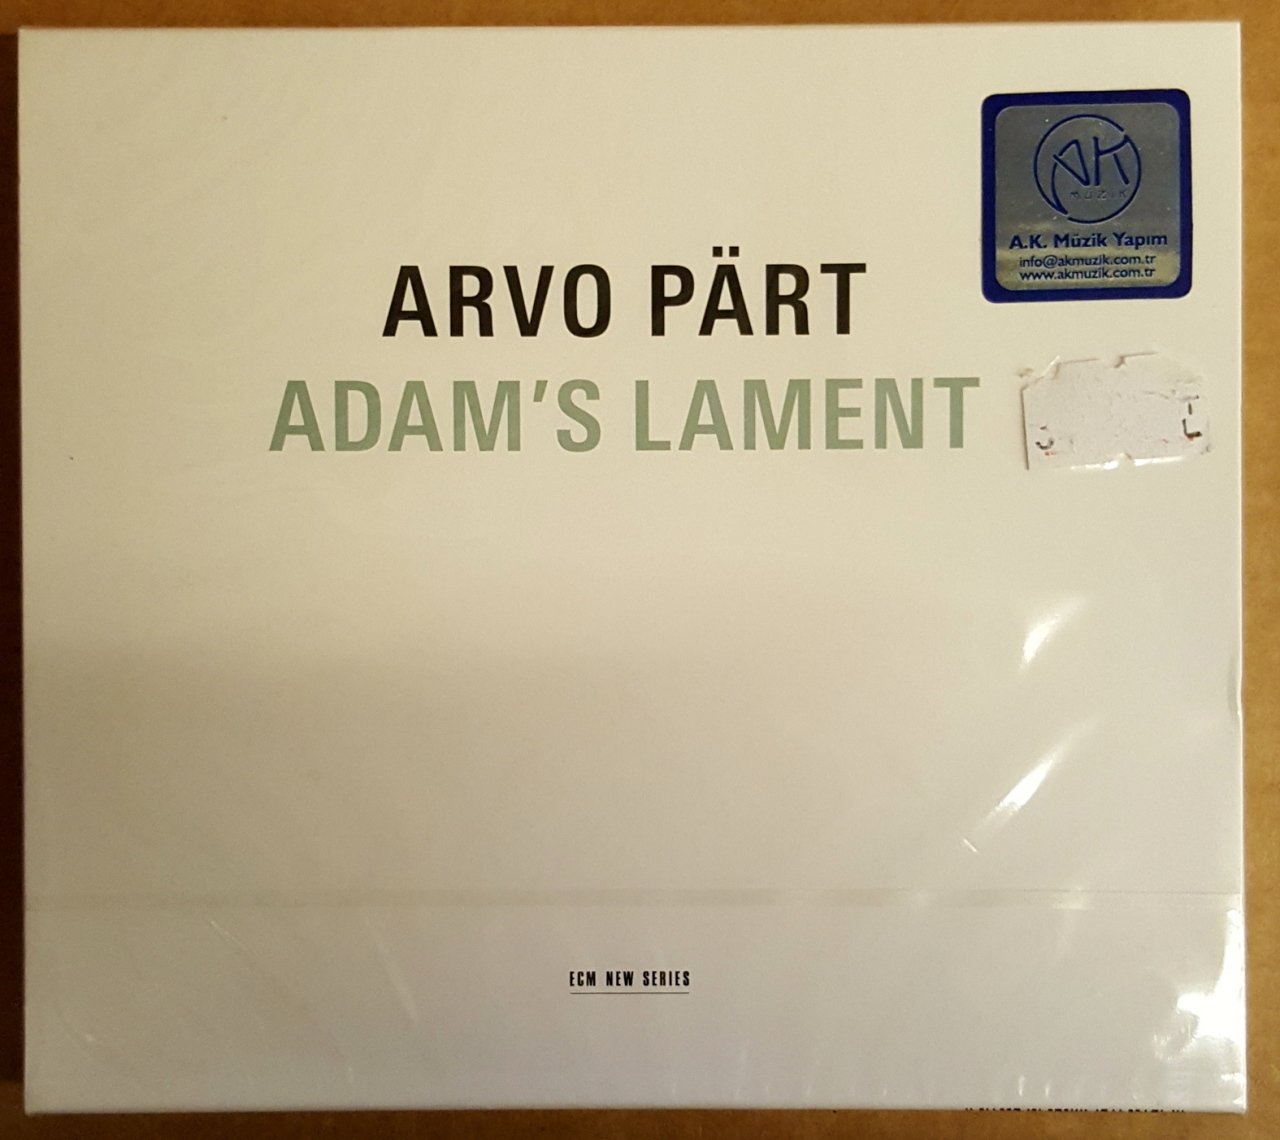 AK
MÜZİK
A.K. Müzik Yapım
info@akmuzik.com.tr
www.akmuzik.com.tr
ARVO PÄRT
ADAM'S LAMENT
ECM NEW SERIES